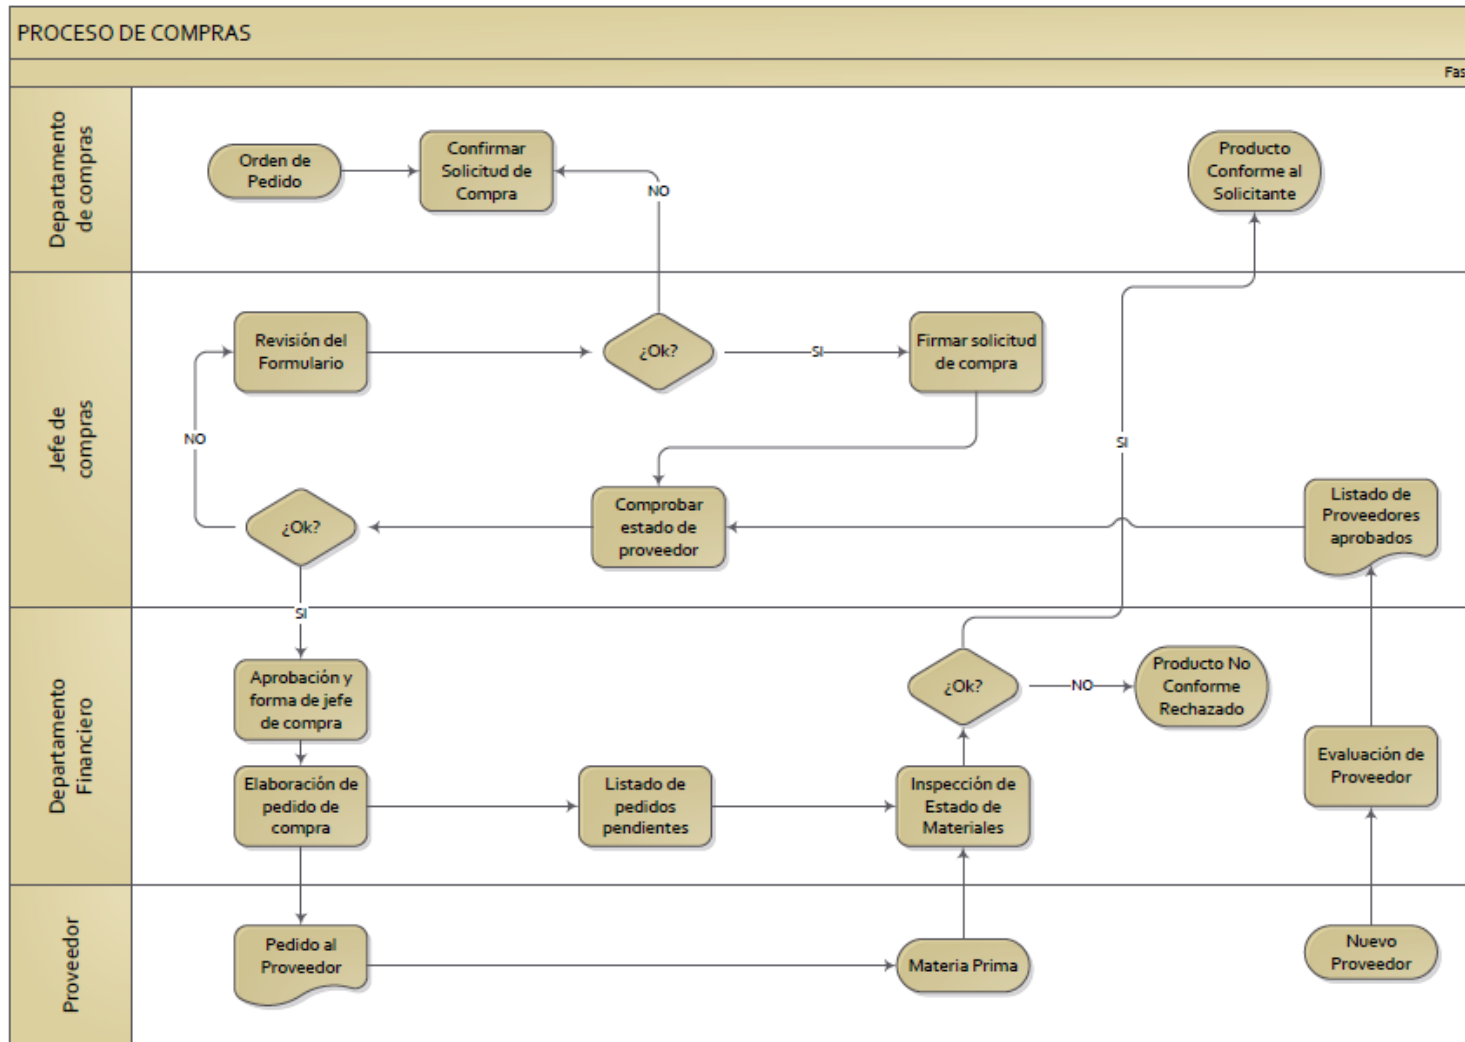 PROCESO DE COMPRAS
Fas
Departamento
de compras
Orden de
Pedido
Confirmar
Solicitud de
Compra
NO
Producto
Conforme al
Solicitante
Jefe de
compras
Revisión del
Formulario
¿Ok?
SI
Firmar solicitud
de compra
NO
SI
¿Ok?
Comprobar
estado de
proveedor
Listado de
Proveedores
aprobados
SI
Departamento
Financiero
Aprobación y
forma de jefe
de compra
¿Ok?
NO
Producto No
Conforme
Rechazado
Elaboración de
pedido de
compra
Listado de
pedidos
pendientes
Inspección de
Estado de
Materiales
Evaluación de
Proveedor
Proveedor
Pedido al
Proveedor
Materia Prima
Nuevo
Proveedor